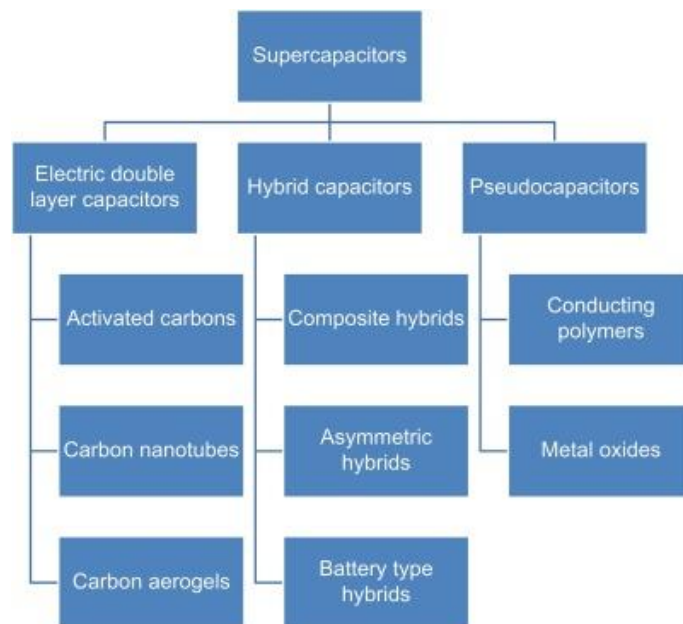 Supercapacitors
Electric double
layer capacitors
Hybrid capacitors
Pseudocapacitors
Activated carbons
Composite hybrids
Conducting
polymers
Carbon nanotubes
Asymmetric
hybrids
Metal oxides
Carbon aerogels
Battery type
hybrids